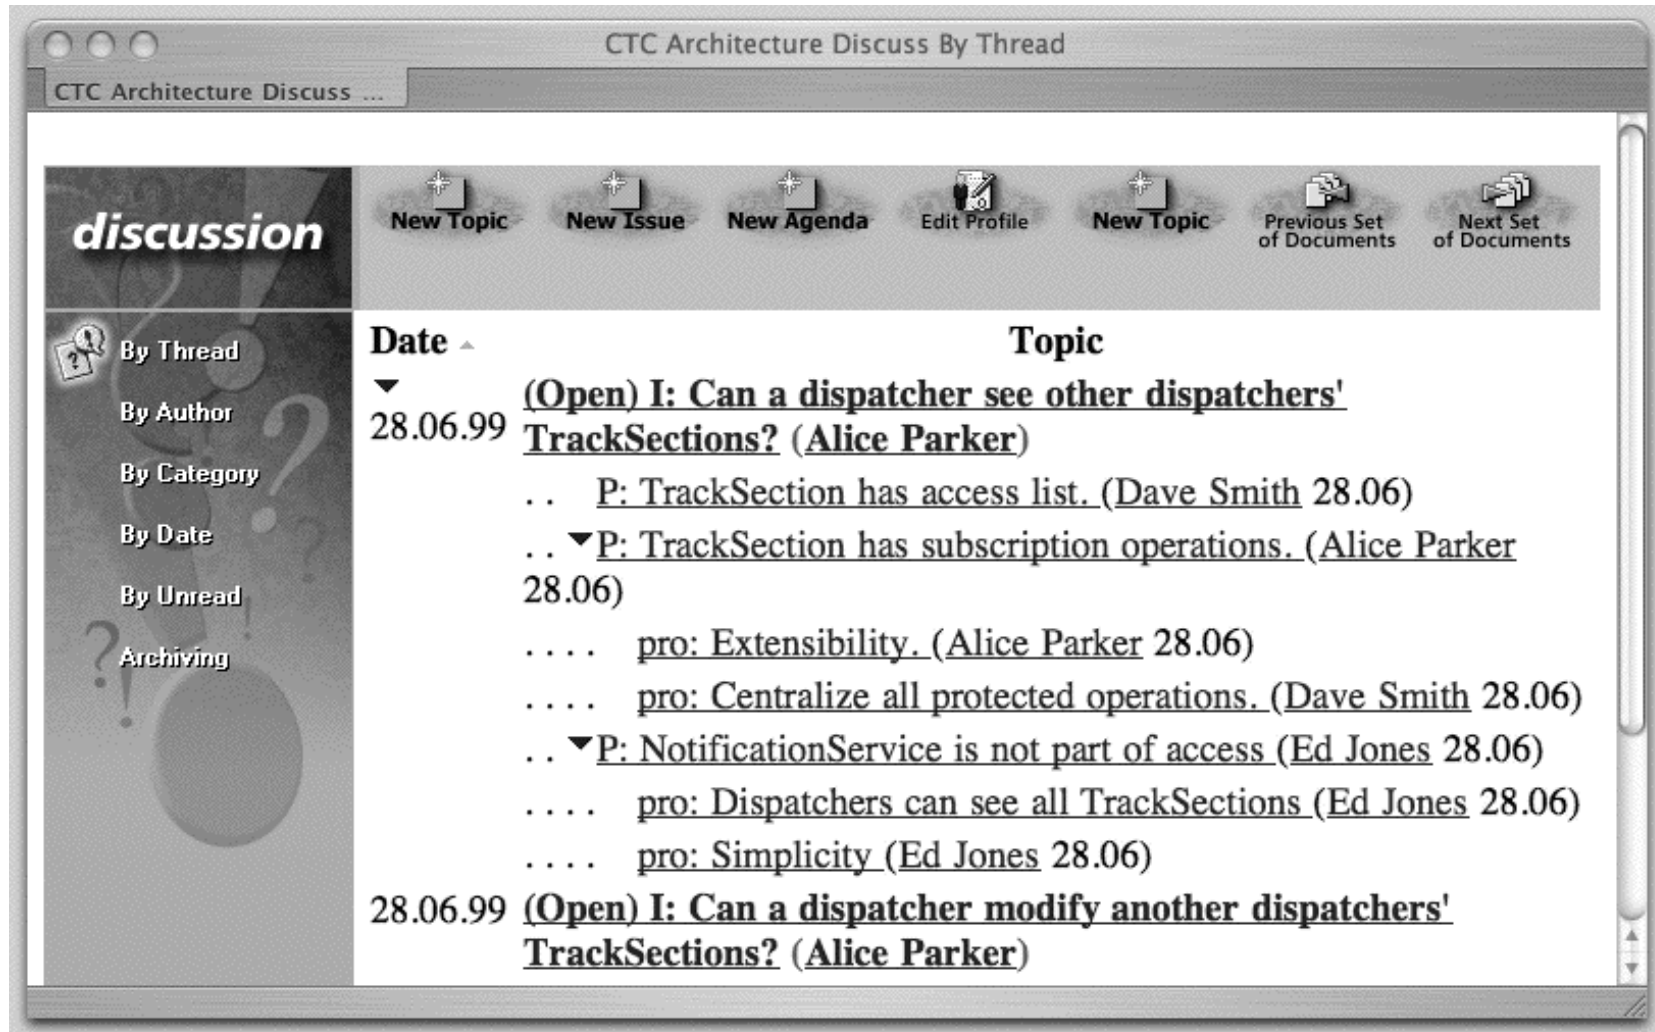 CTC Architecture Discuss By Thread
CTC Architecture Discuss ...
discussion
New Topic
New Issue
New Agenda
Edit Profile
New Topic
Previous Set
of Documents
Next Set
of Documents
By Thread
By Author
By Category
By Date
By Unread
Archiving
Date Topic
28.06.99 (Open) I: Can a dispatcher see other dispatchers'
TrackSections? (Alice Parker)
. . P: TrackSection has access list. (Dave Smith 28.06)
. . P: TrackSection has subscription operations. (Alice Parker
28.06)
. . . . pro: Extensibility. (Alice Parker 28.06)
. . . . pro: Centralize all protected operations. (Dave Smith 28.06)
. . P: NotificationService is not part of access (Ed Jones 28.06)
. . . . pro: Dispatchers can see all TrackSections (Ed Jones 28.06)
. . . . pro: Simplicity (Ed Jones 28.06)
28.06.99 (Open) I: Can a dispatcher modify another dispatchers'
TrackSections? (Alice Parker)